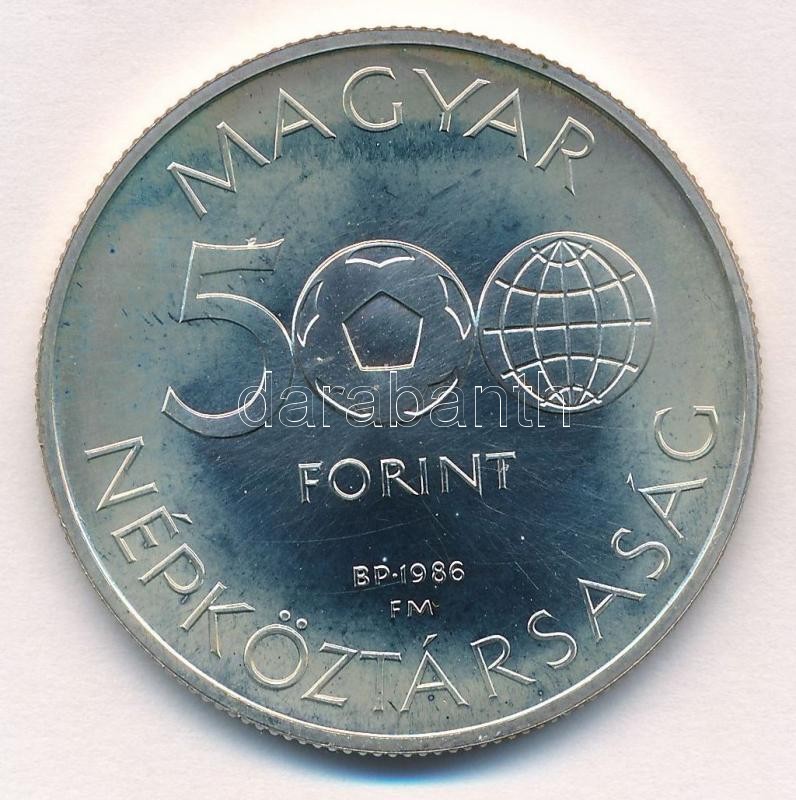 MAGYAR
500
FORINT
BP·1986
FM
NÉPKÖZTÁRSASÁG
darabanth